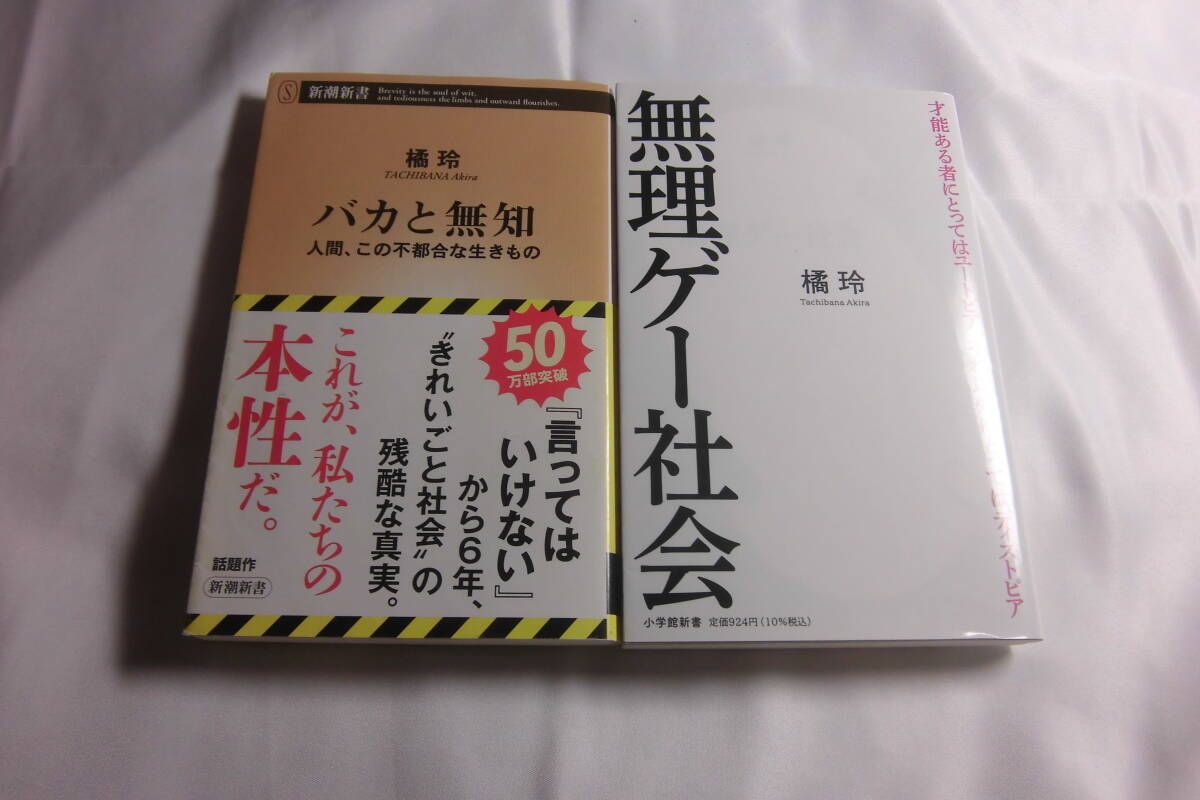 新潮新書
Brevity is the soul of wit,
and tediousness the limbs and outward flourishes.
橘 玲
TACHIBANA Akira
バカと無知
人間、この不都合な生きもの
50
万部突破
『言っては
いけない』
から6年、
“きれいごと社会”の
残酷な真実。
これが、私たちの
本性だ。
話題作
新潮新書
無理ゲー社会
橘 玲
Tachibana Akira
才能ある者にとってはユートピア
ディストピア
小学館新書 定価924円(10%税込)